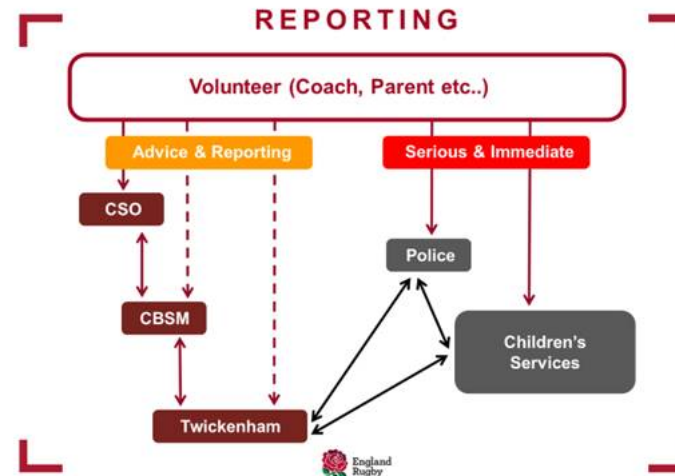 REPORTING
Volunteer (Coach, Parent etc..)
Advice & Reporting
Serious & Immediate
CSO
Police
CBSM
Children's
Services
Twickenham
England
Rugby